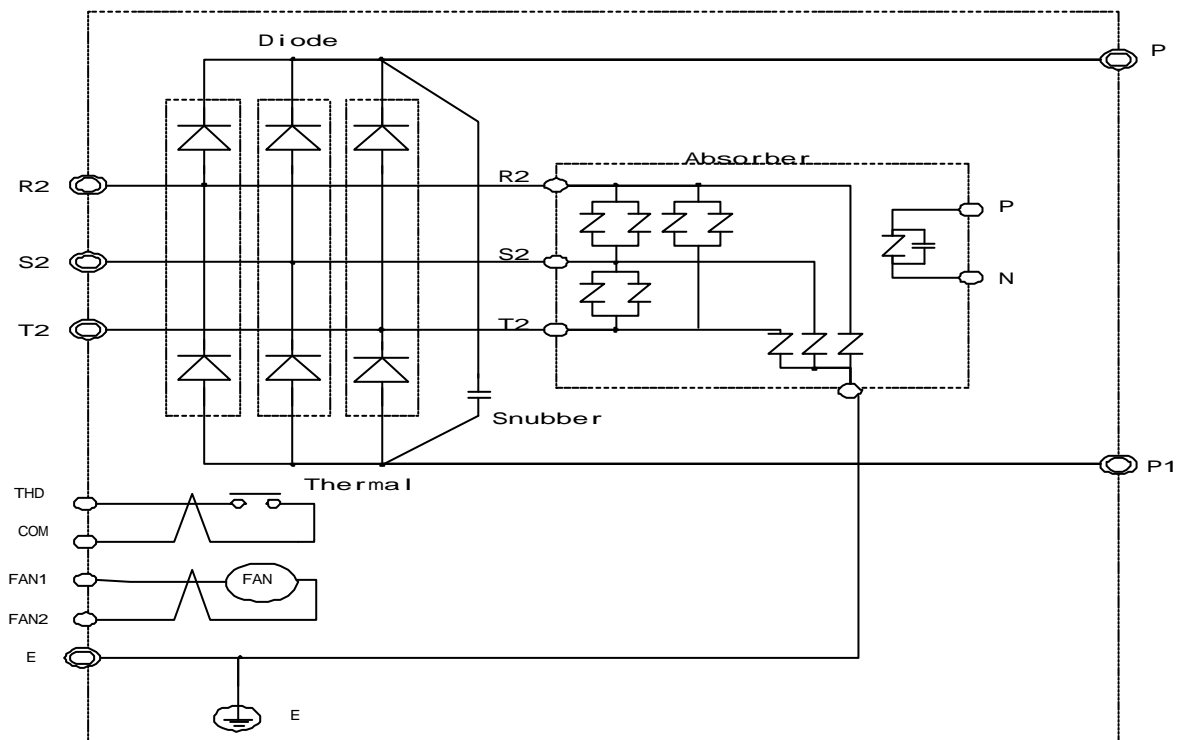 Diode
P
Absorber
R2
R2
P
S2
S2
N
T2
T2
Snubber
P1
Thermal
THD
COM
FAN1
FAN
FAN2
E
E